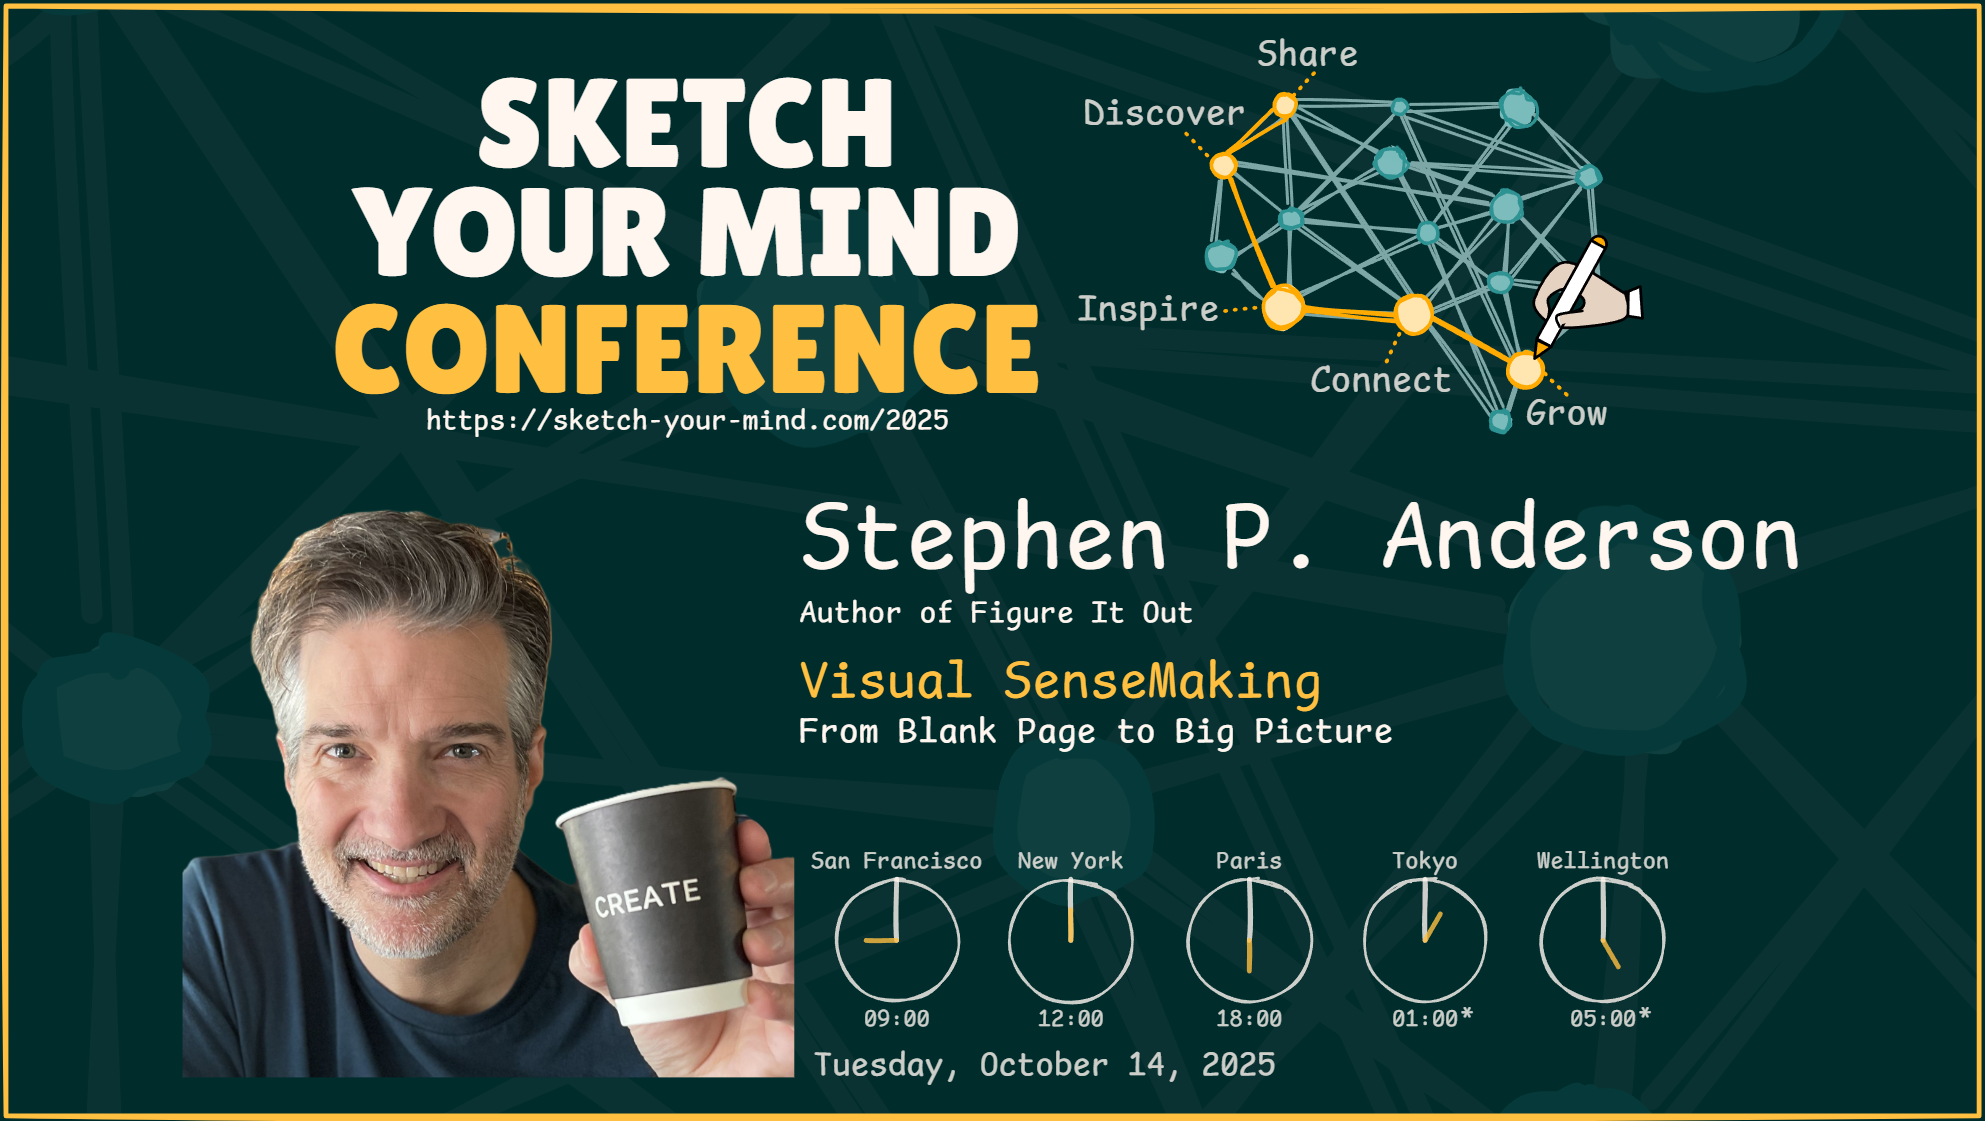 SKETCH
YOUR MIND
CONFERENCE
https://sketch-your-mind.com/2025
Share
Discover
Inspire
Connect
Grow
Stephen P. Anderson
Author of Figure It Out
Visual SenseMaking
From Blank Page to Big Picture
CREATE
San Francisco New York Paris Tokyo Wellington
09:00 12:00 18:00 01:00* 05:00*
Tuesday, October 14, 2025